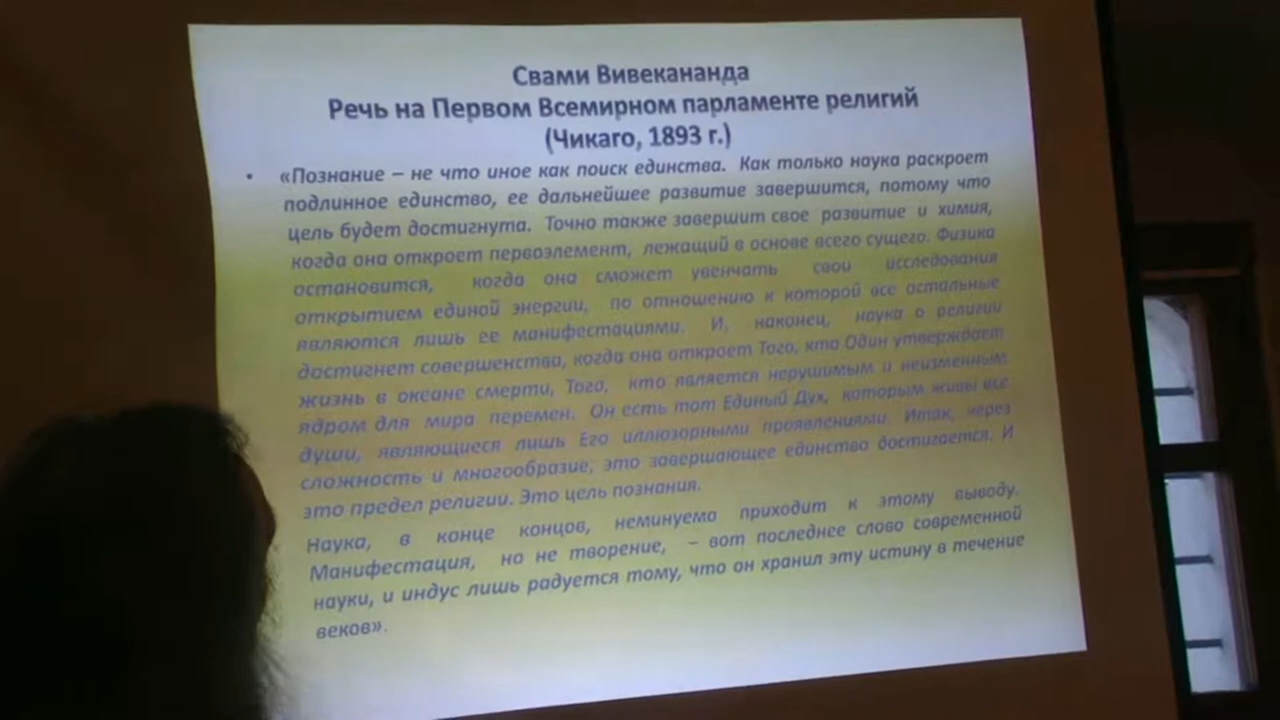 Свами Вивекананда
Речь на Первом Всемирном парламенте религий
(Чикаго, 1893 г.)
• «Познание – не что иное как поиск единства. Как только наука раскроет
подлинное единство, ее дальнейшее развитие завершится, потому что
цель будет достигнута. Точно также завершит свое развитие и химия,
когда она откроет первоэлемент, лежащий в основе всего сущего. Физика
остановится, когда она сможет увенчать свои исследования
открытием единой энергии, по отношению к которой все остальные
являются лишь ее манифестациями. И, наконец, наука о религии
достигнет совершенства, когда она откроет Того, кто Один утверждает
жизнь в океане смерти, Того, кто является нерушимым и неизменным
ядром для мира перемен. Он есть тот Единый Дух, которым живы все
души, являющиеся лишь Его иллюзорными проявлениями. Итак, через
сложность и многообразие, это завершающее единство достигается. И
это предел религии. Это цель познания.
Наука, в конце концов, неминуемо приходит к этому выводу.
Манифестация, но не творение, – вот последнее слово современной
науки, и индус лишь радуется тому, что он хранил эту истину в течение
веков».